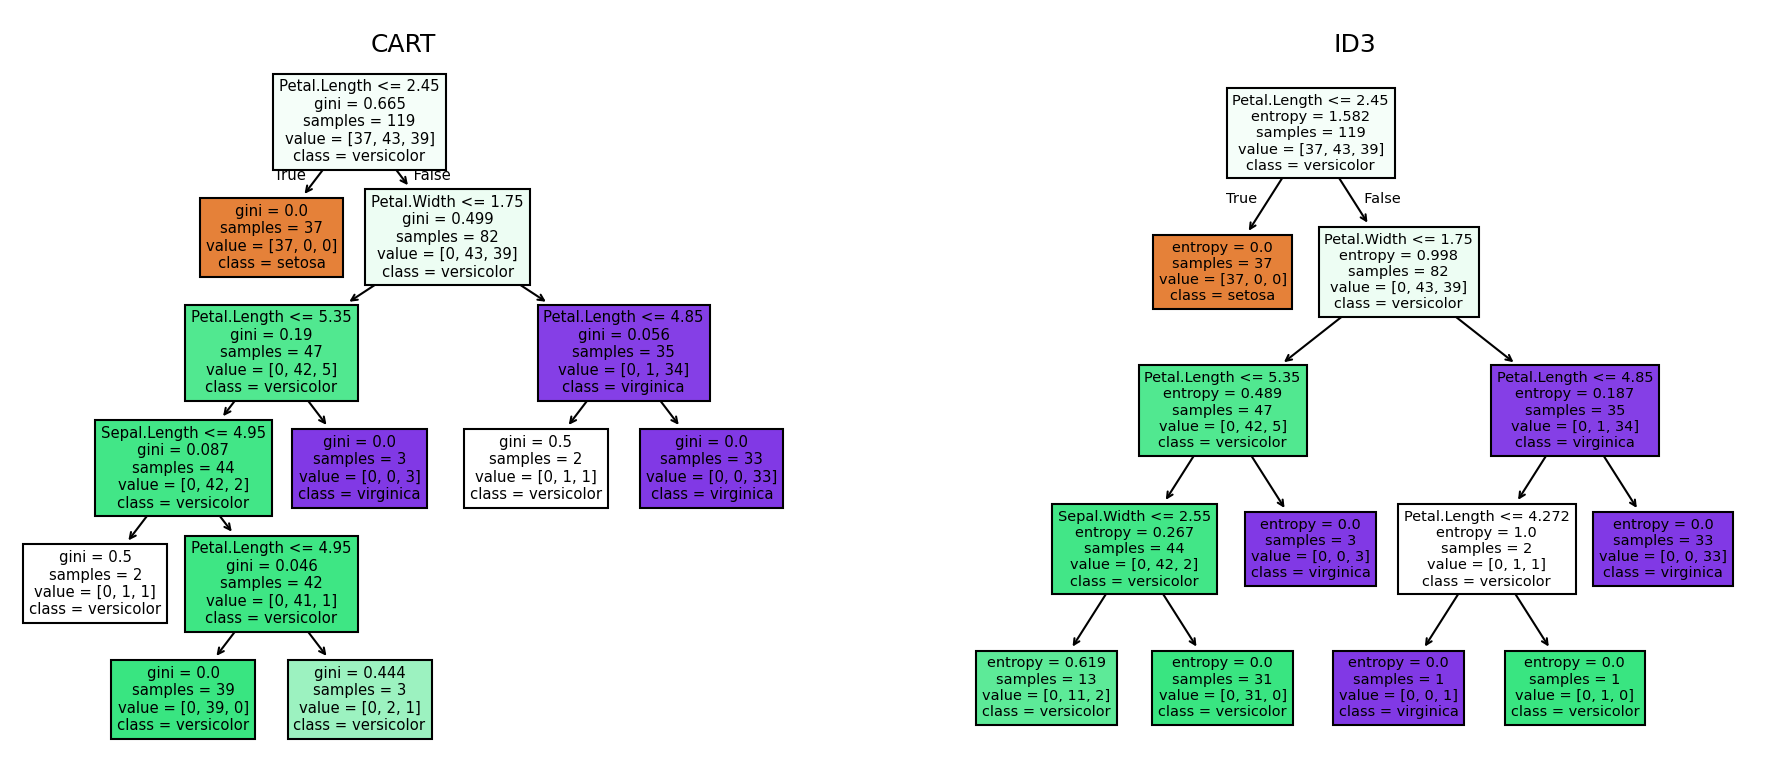 CART
Petal.Length <= 2.45
gini = 0.665
samples = 119
value = [37, 43, 39]
class = versicolor
True
False
gini = 0.0
samples = 37
value = [37, 0, 0]
class = setosa
Petal.Width <= 1.75
gini = 0.499
samples = 82
value = [0, 43, 39]
class = versicolor
Petal.Length <= 5.35
gini = 0.19
samples = 47
value = [0, 42, 5]
class = versicolor
Petal.Length <= 4.85
gini = 0.056
samples = 35
value = [0, 1, 34]
class = virginica
Sepal.Length <= 4.95
gini = 0.087
samples = 44
value = [0, 42, 2]
class = versicolor
gini = 0.0
samples = 3
value = [0, 0, 3]
class = virginica
gini = 0.5
samples = 2
value = [0, 1, 1]
class = versicolor
gini = 0.0
samples = 33
value = [0, 0, 33]
class = virginica
gini = 0.5
samples = 2
value = [0, 1, 1]
class = versicolor
Petal.Length <= 4.95
gini = 0.046
samples = 42
value = [0, 41, 1]
class = versicolor
gini = 0.0
samples = 39
value = [0, 39, 0]
class = versicolor
gini = 0.444
samples = 3
value = [0, 2, 1]
class = versicolor
ID3
Petal.Length <= 2.45
entropy = 1.582
samples = 119
value = [37, 43, 39]
class = versicolor
True
False
entropy = 0.0
samples = 37
value = [37, 0, 0]
class = setosa
Petal.Width <= 1.75
entropy = 0.998
samples = 82
value = [0, 43, 39]
class = versicolor
Petal.Length <= 5.35
entropy = 0.489
samples = 47
value = [0, 42, 5]
class = versicolor
Petal.Length <= 4.85
entropy = 0.187
samples = 35
value = [0, 1, 34]
class = virginica
Sepal.Width <= 2.55
entropy = 0.267
samples = 44
value = [0, 42, 2]
class = versicolor
entropy = 0.0
samples = 3
value = [0, 0, 3]
class = virginica
Petal.Length <= 4.272
entropy = 1.0
samples = 2
value = [0, 1, 1]
class = versicolor
entropy = 0.0
samples = 33
value = [0, 0, 33]
class = virginica
entropy = 0.619
samples = 13
value = [0, 11, 2]
class = versicolor
entropy = 0.0
samples = 31
value = [0, 31, 0]
class = versicolor
entropy = 0.0
samples = 1
value = [0, 0, 1]
class = virginica
entropy = 0.0
samples = 1
value = [0, 1, 0]
class = versicolor